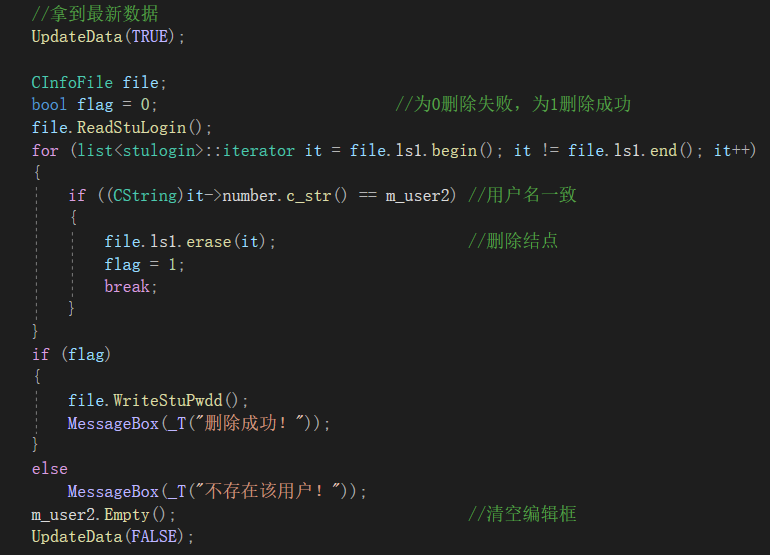 //拿到最新数据
UpdateData(TRUE);
CInfoFile file;
bool flag = 0; //为0删除失败，为1删除成功
file.ReadStuLogin();
for (list<stulogin>::iterator it = file.ls1.begin(); it != file.ls1.end(); it++)
{
if ((CString)it->number.c_str() == m_user2) //用户名一致
{
file.ls1.erase(it); //删除结点
flag = 1;
break;
}
}
if (flag)
{
file.WriteStuPwdd();
MessageBox(_T("删除成功！"));
}
else
MessageBox(_T("不存在该用户！"));
m_user2.Empty(); //清空编辑框
UpdateData(FALSE);